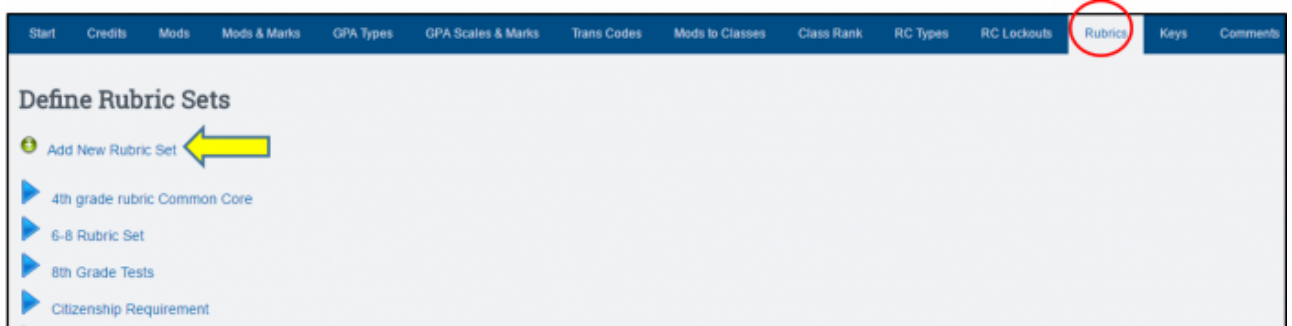 Start Credits Mods Mods & Marks GPA Types GPA Scales & Marks Trans Codes Mods to Classes Class Rank RC Types RC Lockouts Rubrics Keys Comments
Define Rubric Sets
Add New Rubric Set
4th grade rubric Common Core
6-8 Rubric Set
8th Grade Tests
Citizenship Requirement